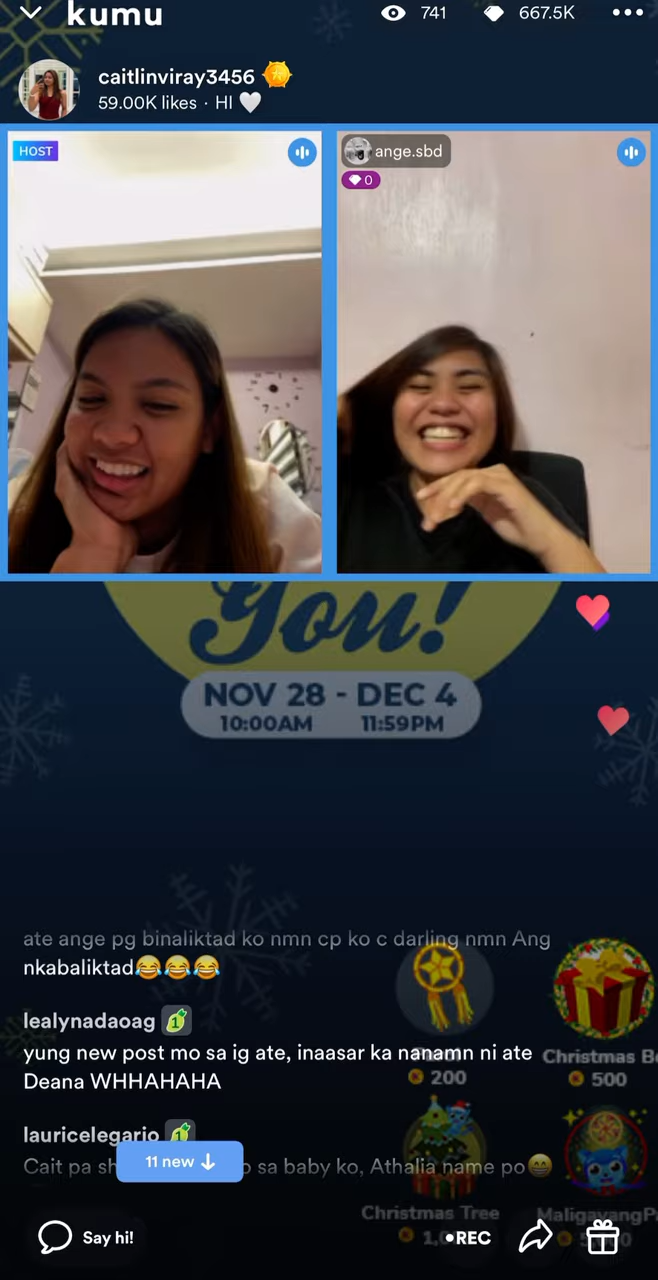 kumu
741
667.5K
caitlinviray3456
59.00K likes · HI 🤍
HOST
ange.sbd
0
You!
NOV 28 - DEC 4
10:00AM 11:59PM
ate ange pg binaliktad ko nmn cp ko c darling nmn Ang
nkabaliktad😂😂😂
lealynadaoag 1
yung new post mo sa ig ate, inaasar ka nanamn ni ate
Deana WHHAHAHA
Christmas
200
500
lauricelegario 1
Cait pa sa baby ko, Athalia name po😁
11 new ↓
Christmas Tree
Say hi!
REC